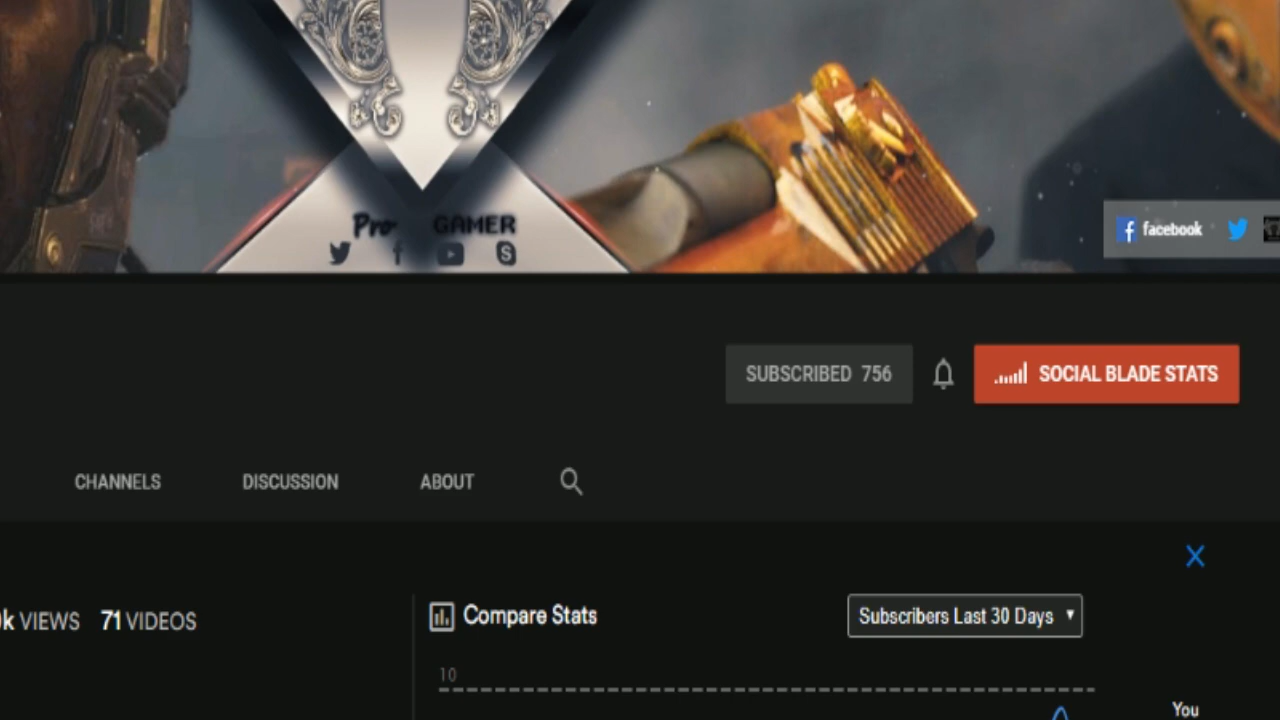 Pro GAMER
facebook
SUBSCRIBED 756
SOCIAL BLADE STATS
CHANNELS DISCUSSION ABOUT
k VIEWS 71 VIDEOS
Compare Stats
Subscribers Last 30 Days
10
You